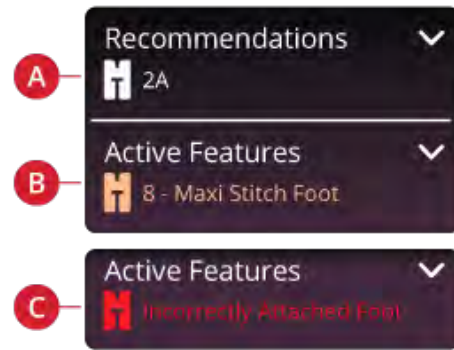 Recommendations
A
2A
Active Features
B
8 - Maxi Stitch Foot
Active Features
C
Incorrectly Attached Foot